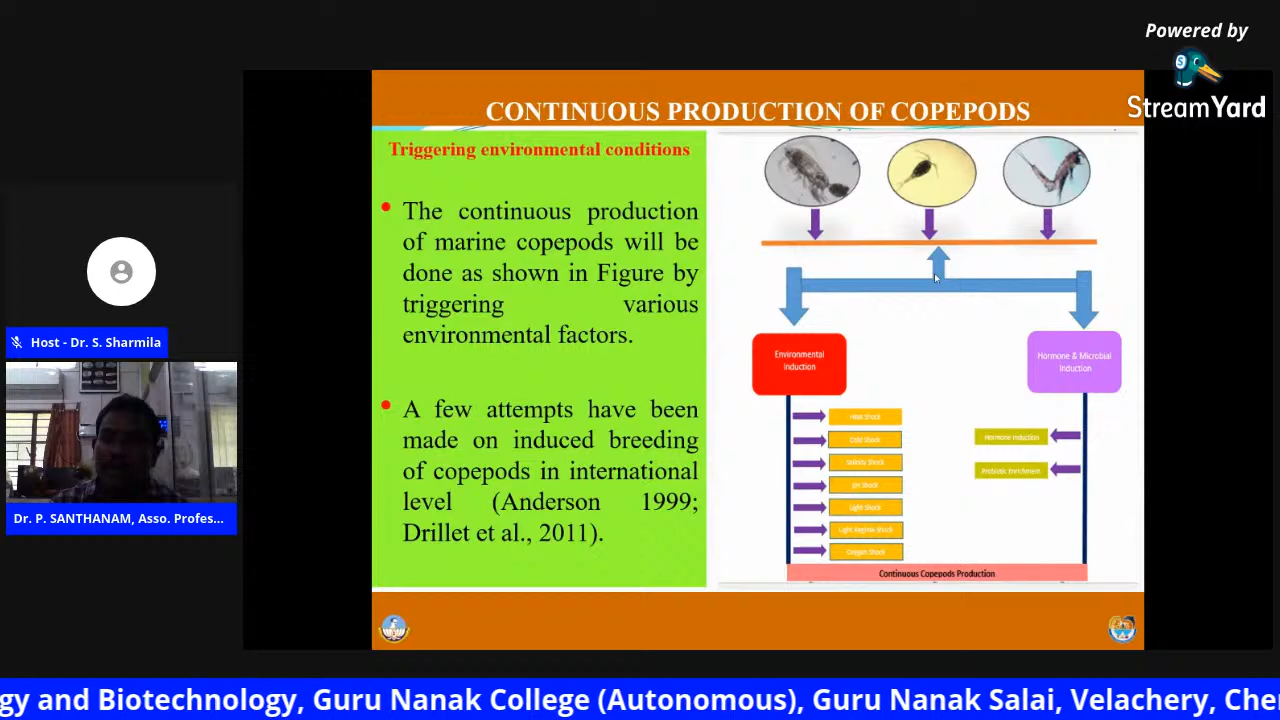 Powered by
StreamYard
CONTINUOUS PRODUCTION OF COPEPODS
Triggering environmental conditions
• The continuous production
of marine copepods will be
done as shown in Figure by
triggering various
environmental factors.
• A few attempts have been
made on induced breeding
of copepods in international
level (Anderson 1999;
Drillet et al., 2011).
Environmental
Induction
Hormone & Microbial
Induction
Heat Shock
Cold Shock
Salinity Shock
pH Shock
Light Shock
Light Regime Shock
Oxygen Shock
Hormone Induction
Probiotic Enrichment
Continuous Copepods Production
Host - Dr. S. Sharmila
Dr. P. SANTHANAM, Asso. Profes...
gy and Biotechnology, Guru Nanak College (Autonomous), Guru Nanak Salai, Velachery, Che